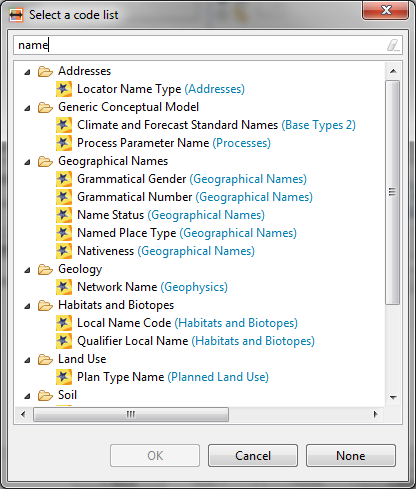 Select a code list
name
Addresses
Locator Name Type (Addresses)
Generic Conceptual Model
Climate and Forecast Standard Names (Base Types 2)
Process Parameter Name (Processes)
Geographical Names
Grammatical Gender (Geographical Names)
Grammatical Number (Geographical Names)
Name Status (Geographical Names)
Named Place Type (Geographical Names)
Nativeness (Geographical Names)
Geology
Network Name (Geophysics)
Habitats and Biotopes
Local Name Code (Habitats and Biotopes)
Qualifier Local Name (Habitats and Biotopes)
Land Use
Plan Type Name (Planned Land Use)
Soil
OK Cancel None